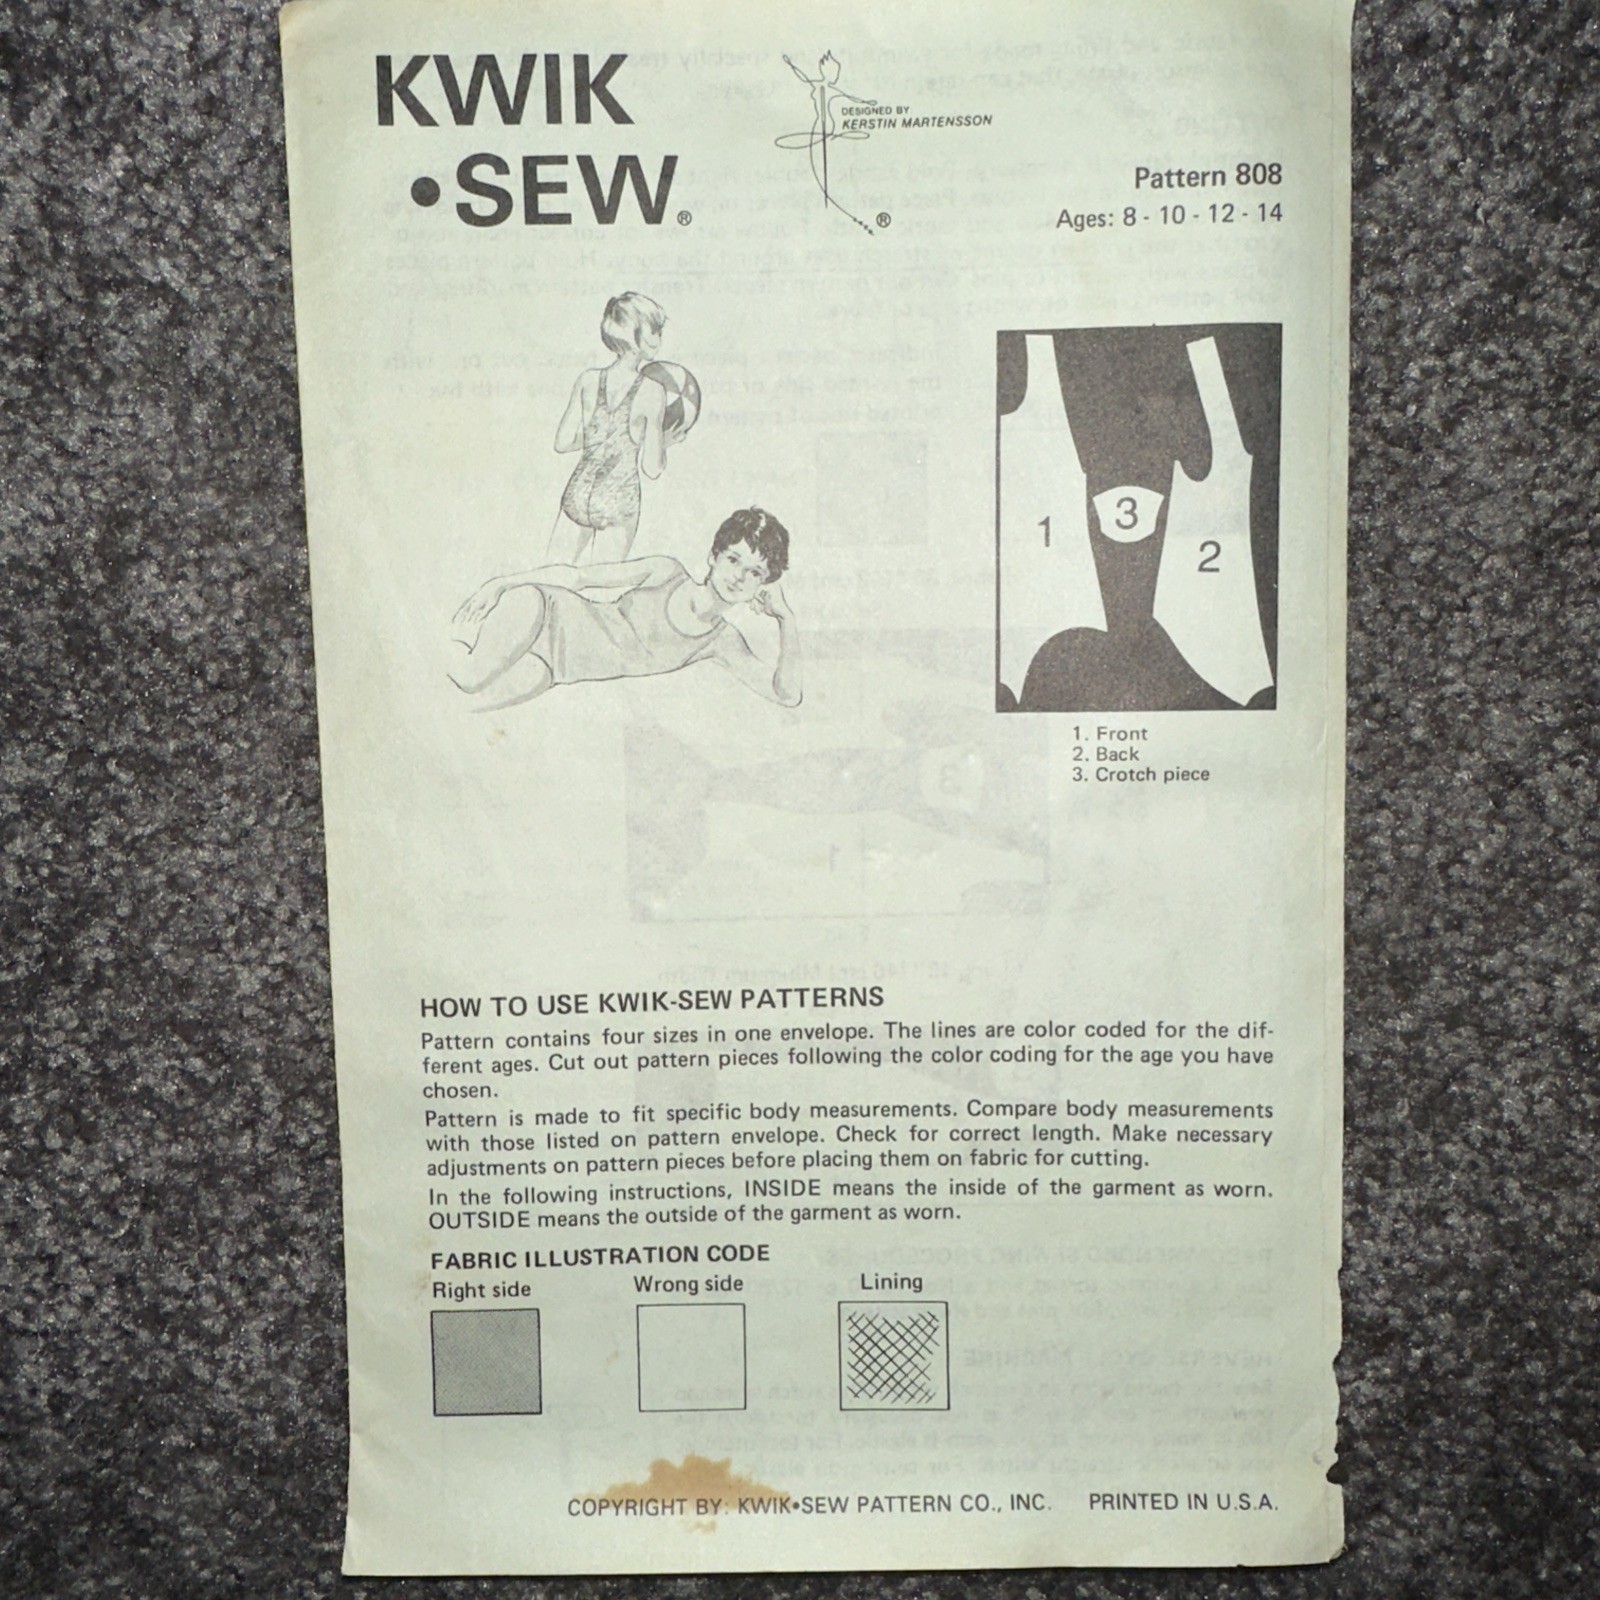 KWIK
•SEW®
DESIGNED BY
KERSTIN MARTENSSON
®
Pattern 808
Ages: 8 - 10 - 12 - 14
1
3
2
1. Front
2. Back
3. Crotch piece
HOW TO USE KWIK-SEW PATTERNS
Pattern contains four sizes in one envelope. The lines are color coded for the dif-
ferent ages. Cut out pattern pieces following the color coding for the age you have
chosen.
Pattern is made to fit specific body measurements. Compare body measurements
with those listed on pattern envelope. Check for correct length. Make necessary
adjustments on pattern pieces before placing them on fabric for cutting.
In the following instructions, INSIDE means the inside of the garment as worn.
OUTSIDE means the outside of the garment as worn.
FABRIC ILLUSTRATION CODE
Right side Wrong side Lining
COPYRIGHT BY: KWIK•SEW PATTERN CO., INC. PRINTED IN U.S.A.